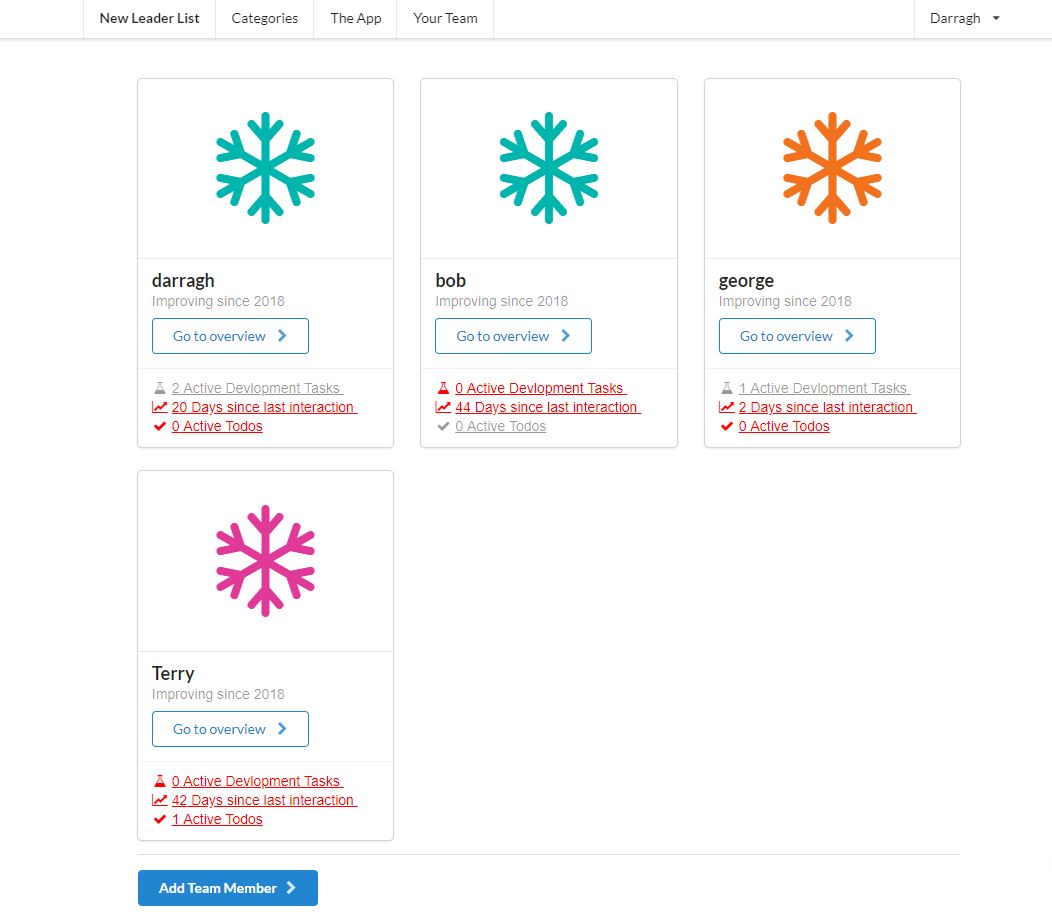 New Leader List Categories The App Your Team Darragh
darragh
Improving since 2018
Go to overview
2 Active Devlopment Tasks
20 Days since last interaction
0 Active Todos
bob
Improving since 2018
Go to overview
0 Active Devlopment Tasks
44 Days since last interaction
0 Active Todos
george
Improving since 2018
Go to overview
1 Active Devlopment Tasks
2 Days since last interaction
0 Active Todos
Terry
Improving since 2018
Go to overview
0 Active Devlopment Tasks
42 Days since last interaction
1 Active Todos
Add Team Member